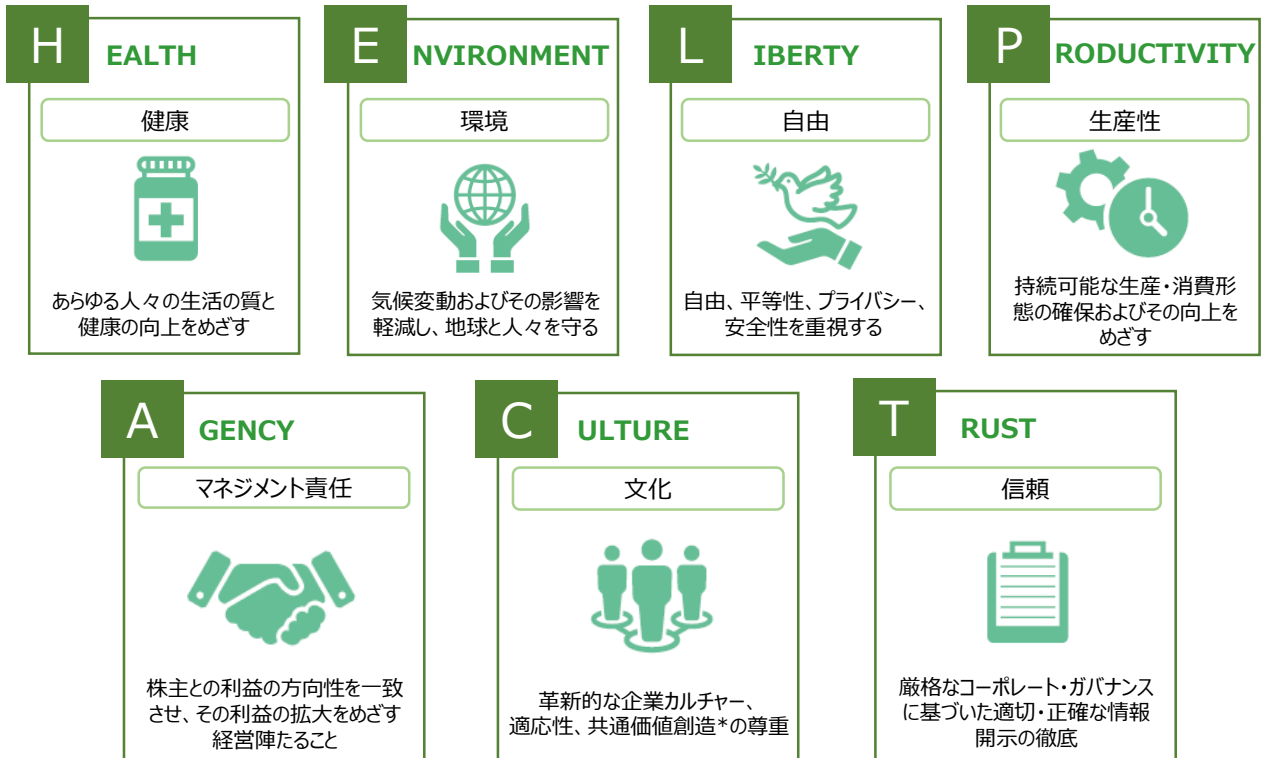 HEALTH
健康
あらゆる人々の生活の質と
健康の向上をめざす
ENVIRONMENT
環境
気候変動およびその影響を
軽減し、地球と人々を守る
LIBERTY
自由
自由、平等性、プライバシー、
安全性を重視する
PRODUCTIVITY
生産性
持続可能な生産・消費形
態の確保およびその向上を
めざす
AGENCY
マネジメント責任
株主との利益の方向性を一致
させ、その利益の拡大をめざす
経営陣たること
CULTURE
文化
革新的な企業カルチャー、
適応性、共通価値創造*の尊重
TRUST
信頼
厳格なコーポレート・ガバナンス
に基づいた適切・正確な情報
開示の徹底